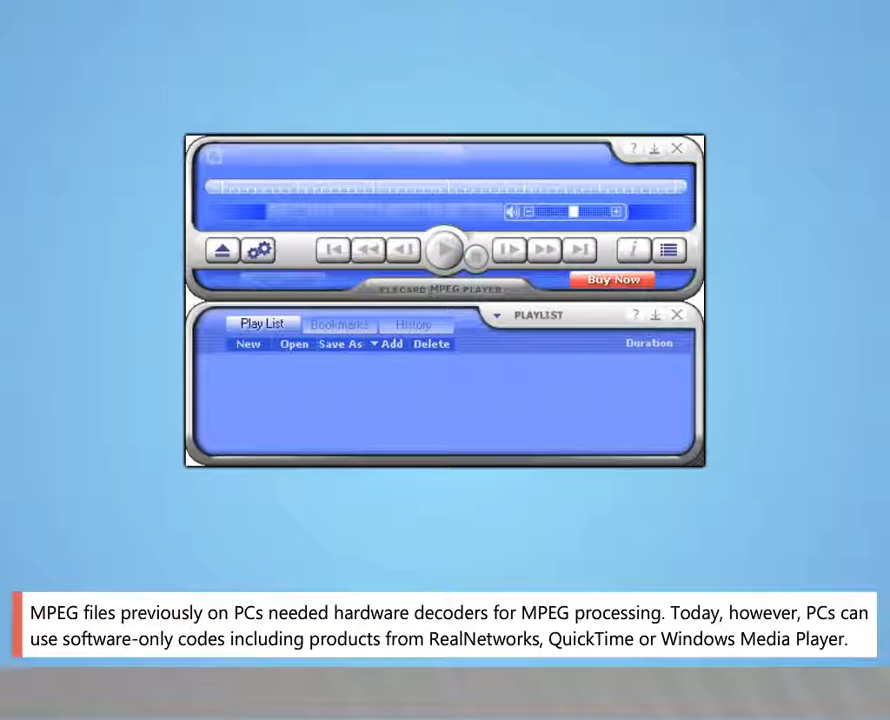 ?
Buy Now
ELECARD MPEG PLAYER
Play List Bookmarks History
PLAYLIST
?
New Open Save As Add Delete
Duration
MPEG files previously on PCs needed hardware decoders for MPEG processing. Today, however, PCs can
use software-only codes including products from RealNetworks, QuickTime or Windows Media Player.